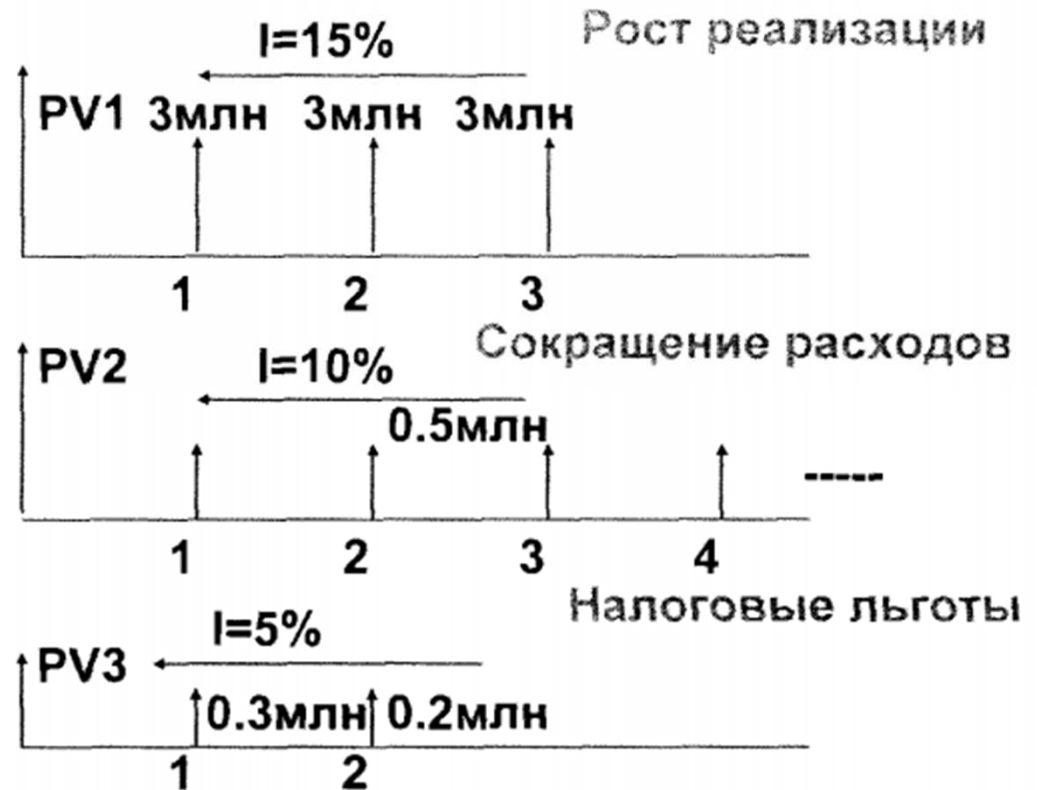 Рост реализации
I=15%
PV1 3млн 3млн 3млн
1 2 3
Сокращение расходов
PV2 I=10%
0.5млн
-----
1 2 3 4
Налоговые льготы
I=5%
PV3
0.3млн 0.2млн
1 2